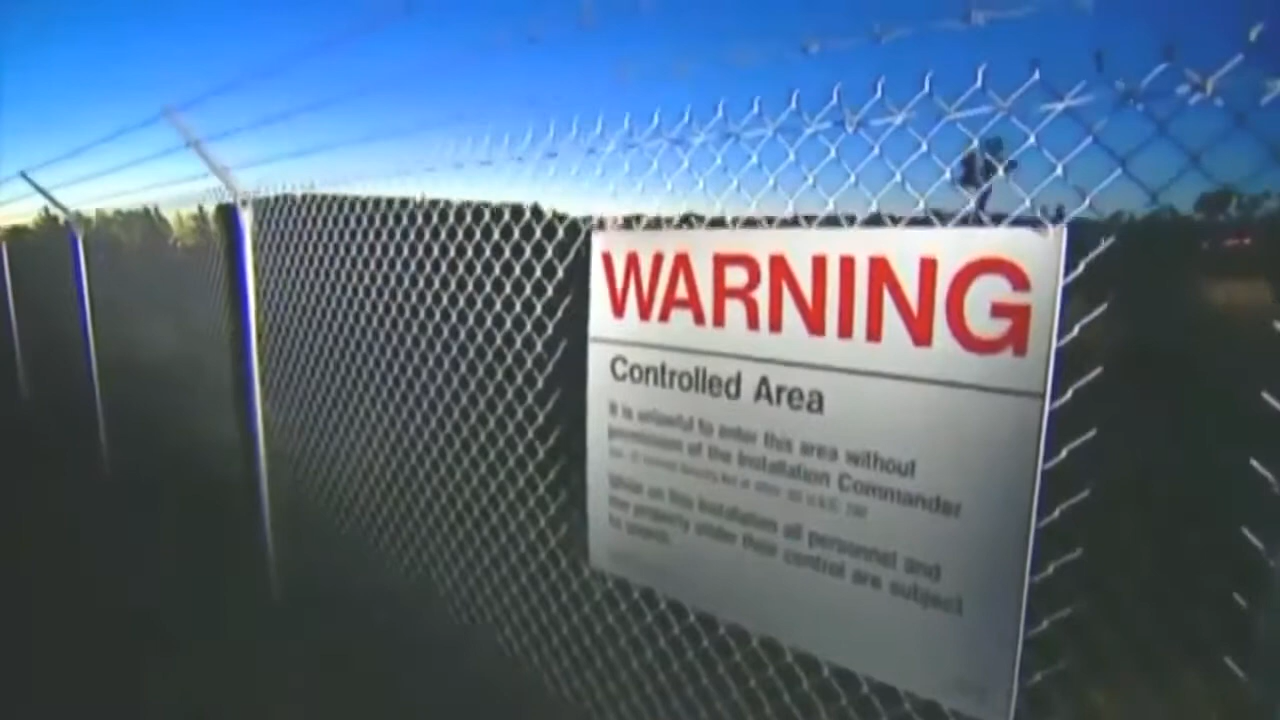 WARNING
Controlled Area
It is unlawful to enter this area without
permission of the Installation Commander
While on this Installation all personnel and
the property under their control are subject
to search.